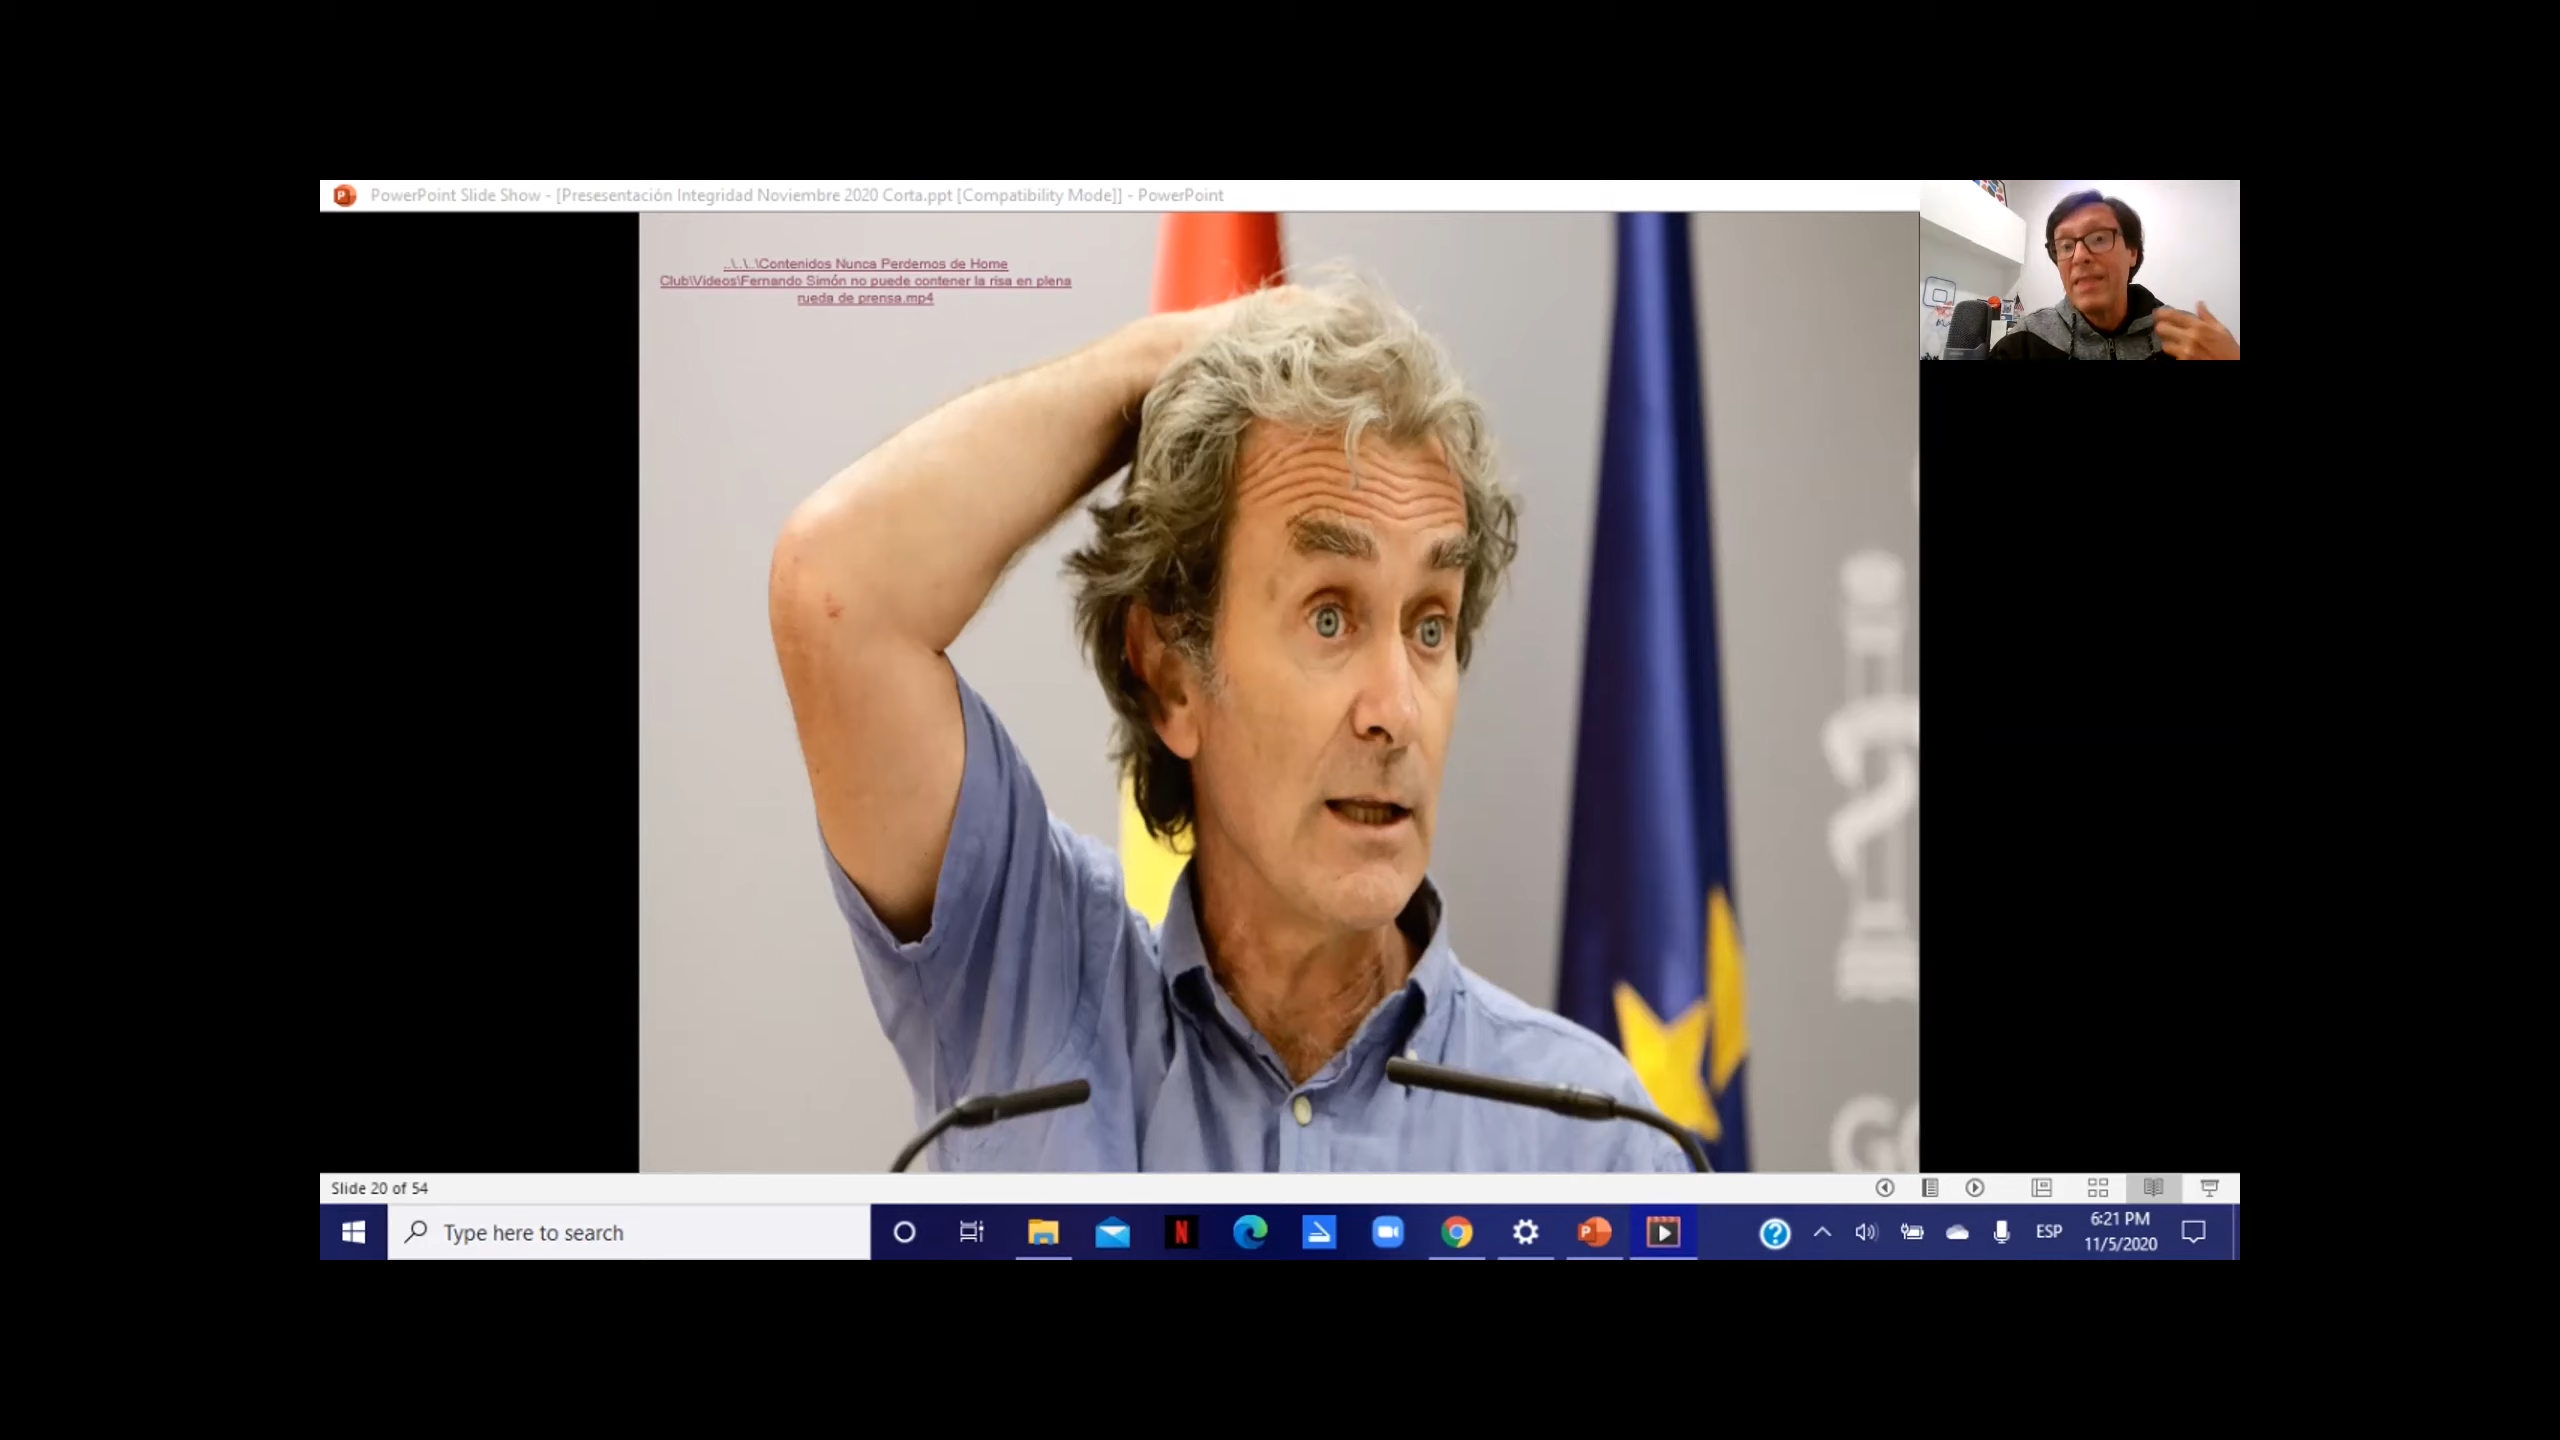 PowerPoint Slide Show - [Presesentación Integridad Noviembre 2020 Corta.ppt [Compatibility Mode]] - PowerPoint
..\..\..\Contenidos Nunca Perdemos de Home
Club\Videos\Fernando Simón no puede contener la risa en plena
rueda de prensa.mp4
Slide 20 of 54
Type here to search
ESP
6:21 PM
11/5/2020